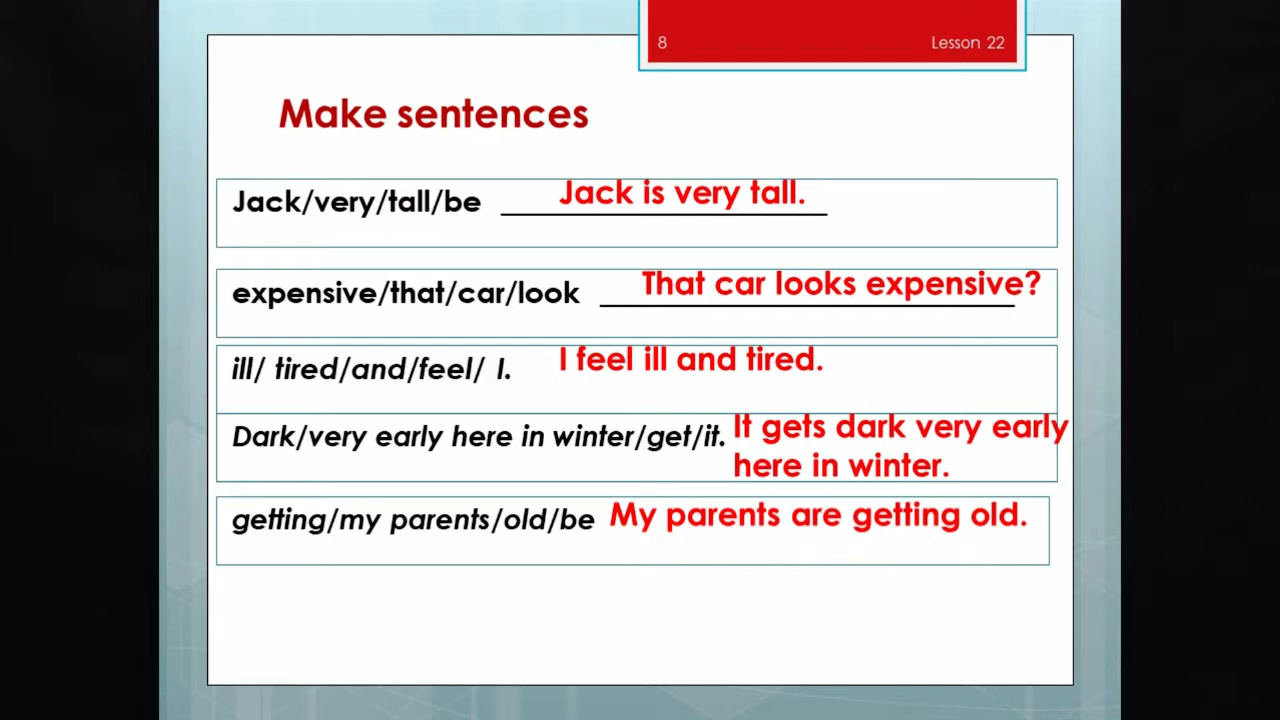 8 Lesson 22
Make sentences
Jack/very/tall/be ____________________ Jack is very tall.
expensive/that/car/look ____________________ That car looks expensive?
ill/ tired/and/feel/ I. I feel ill and tired.
Dark/very early here in winter/get/it. It gets dark very early
here in winter.
getting/my parents/old/be My parents are getting old.